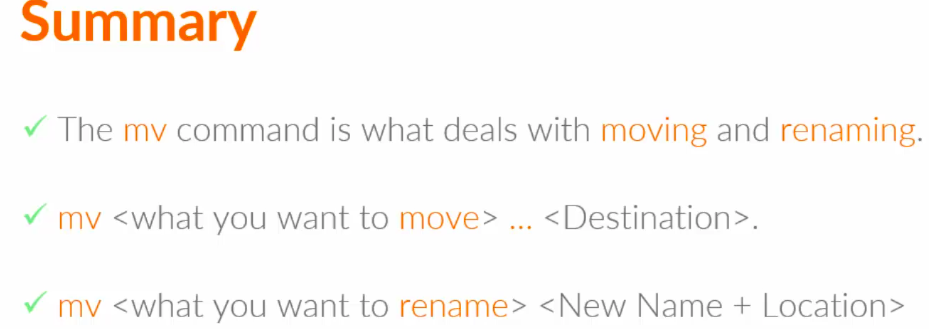 Summary
✓ The mv command is what deals with moving and renaming.
✓ mv <what you want to move> ... <Destination>.
✓ mv <what you want to rename> <New Name + Location>